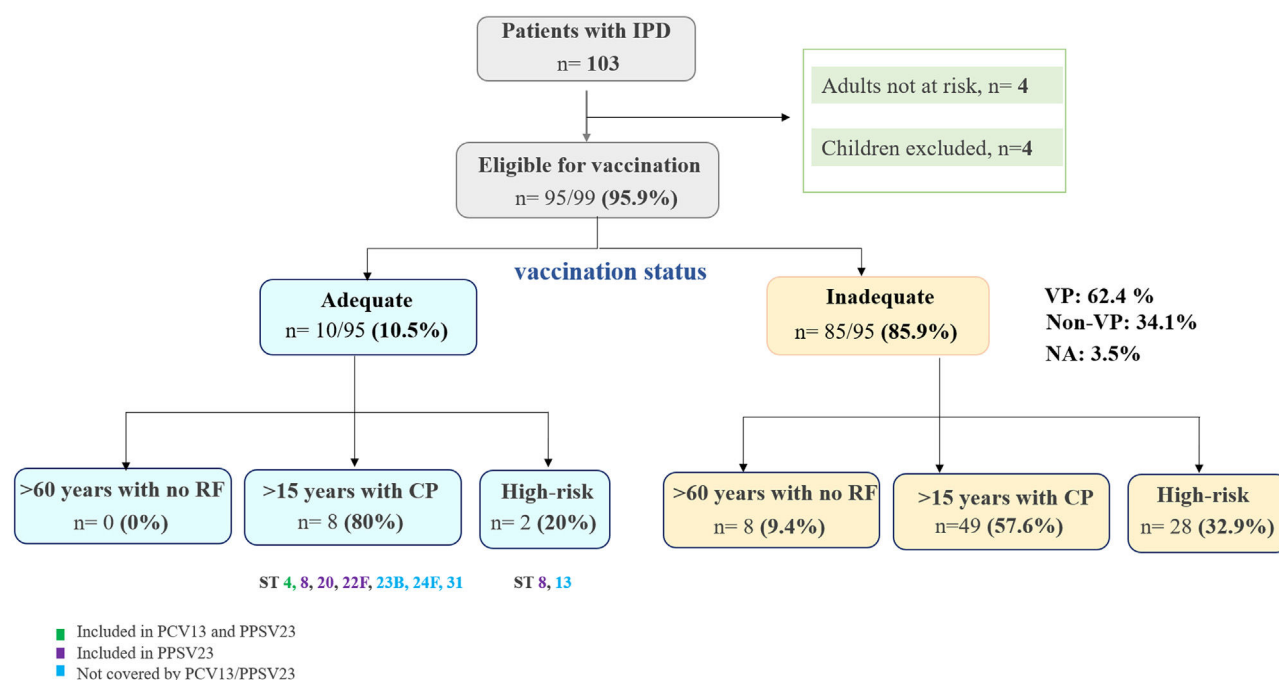 Patients with IPD
n= 103
Adults not at risk, n= 4
Children excluded, n=4
Eligible for vaccination
n= 95/99 (95.9%)
vaccination status
Adequate
n= 10/95 (10.5%)
Inadequate
n= 85/95 (85.9%)
VP: 62.4 %
Non-VP: 34.1%
NA: 3.5%
>60 years with no RF
n= 0 (0%)
>15 years with CP
n= 8 (80%)
High-risk
n= 2 (20%)
>60 years with no RF
n= 8 (9.4%)
>15 years with CP
n=49 (57.6%)
High-risk
n= 28 (32.9%)
ST 4, 8, 20, 22F, 23B, 24F, 31
ST 8, 13
Included in PCV13 and PPSV23
Included in PPSV23
Not covered by PCV13/PPSV23